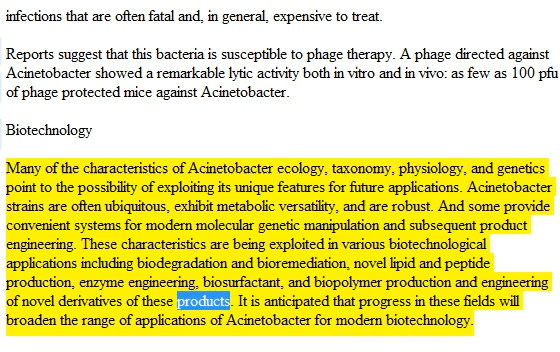 infections that are often fatal and, in general, expensive to treat.
Reports suggest that this bacteria is susceptible to phage therapy. A phage directed against
Acinetobacter showed a remarkable lytic activity both in vitro and in vivo: as few as 100 pfu
of phage protected mice against Acinetobacter.
Biotechnology
Many of the characteristics of Acinetobacter ecology, taxonomy, physiology, and genetics
point to the possibility of exploiting its unique features for future applications. Acinetobacter
strains are often ubiquitous, exhibit metabolic versatility, and are robust. And some provide
convenient systems for modern molecular genetic manipulation and subsequent product
engineering. These characteristics are being exploited in various biotechnological
applications including biodegradation and bioremediation, novel lipid and peptide
production, enzyme engineering, biosurfactant, and biopolymer production and engineering
of novel derivatives of these products. It is anticipated that progress in these fields will
broaden the range of applications of Acinetobacter for modern biotechnology.